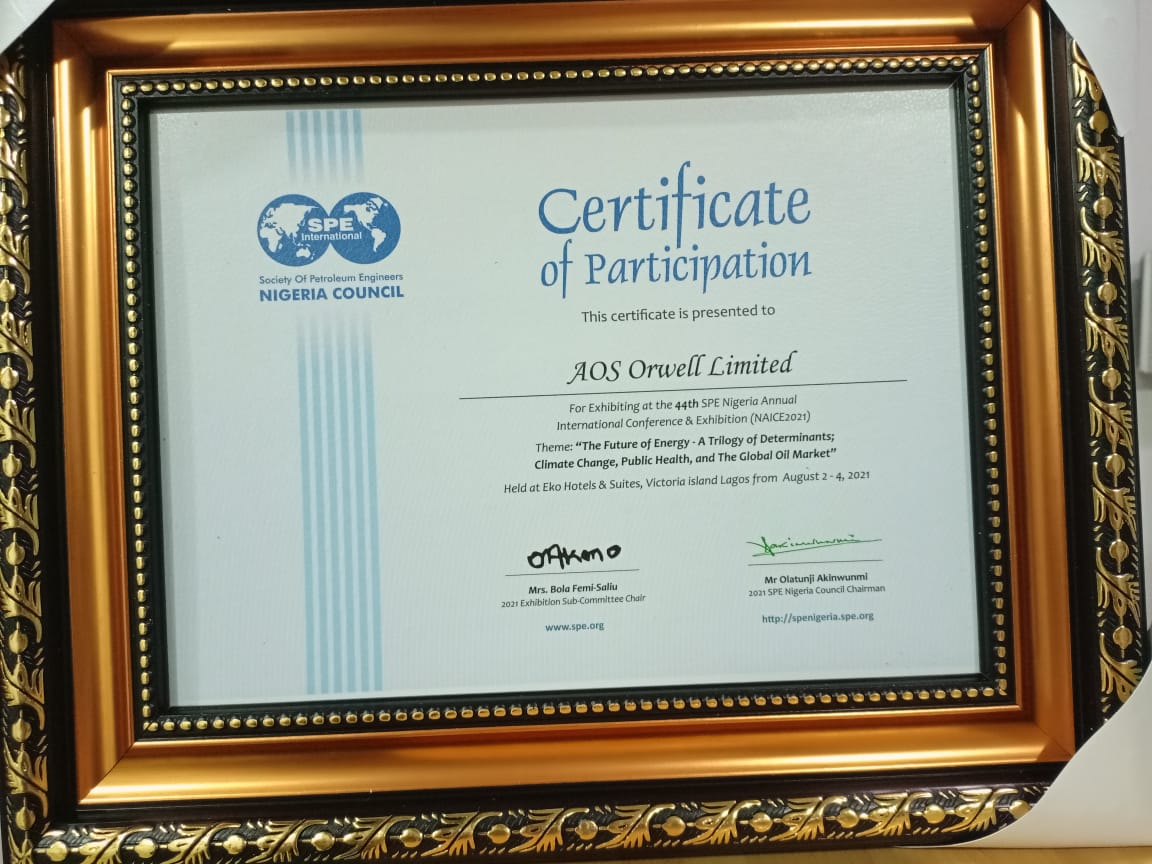 SPE
International
Society Of Petroleum Engineers
NIGERIA COUNCIL
Certificate
of Participation
This certificate is presented to
AOS Orwell Limited
For Exhibiting at the 44th SPE Nigeria Annual
International Conference & Exhibition (NAICE2021)
Theme: “The Future of Energy - A Trilogy of Determinants;
Climate Change, Public Health, and The Global Oil Market”
Held at Eko Hotels & Suites, Victoria island Lagos from August 2 - 4, 2021
Mrs. Bola Femi-Saliu
2021 Exhibition Sub-Committee Chair
www.spe.org
Mr Olatunji Akinwunmi
2021 SPE Nigeria Council Chairman
http://spenigeria.spe.org